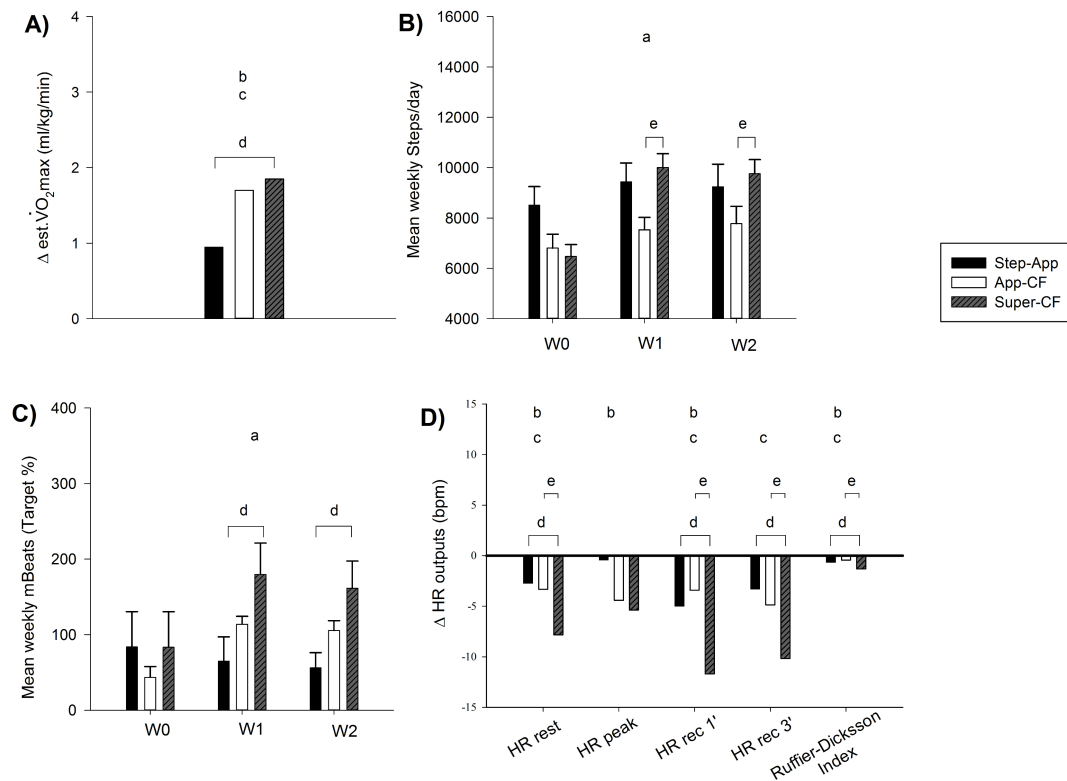 A)
4
3
2
1
0
Δ est.V̇O₂max (ml/kg/min)
b
c
d
B)
16000
14000
12000
10000
8000
6000
4000
Mean weekly Steps/day
a
e
e
W0
W1
W2
Step-App
App-CF
Super-CF
C)
400
300
200
100
0
Mean weekly mBeats (Target %)
a
d
d
W0
W1
W2
D)
15
10
5
0
-5
-10
-15
Δ HR outputs (bpm)
b b b b
c c c c
e e e e
d d d d
HR rest
HR peak
HR rec 1'
HR rec 3'
Ruffier-Dicksson
Index